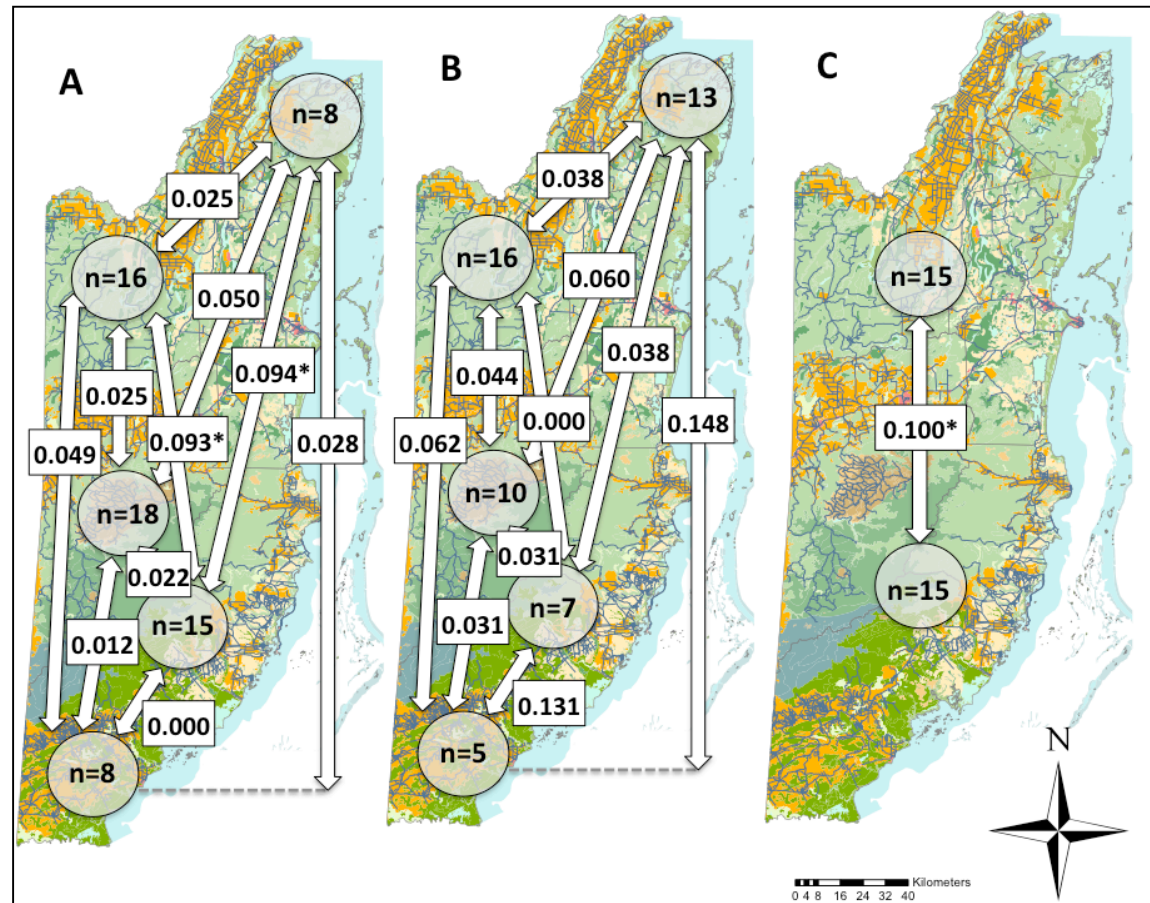 A
n=8
0.025
n=16
0.050
0.094*
0.025
0.093*
0.049
0.028
n=18
0.022
n=15
0.012
0.000
n=8
B
n=13
0.038
n=16
0.060
0.038
0.044
0.000
0.062
0.148
n=10
0.031
n=7
0.031
0.131
n=5
C
n=15
0.100*
n=15
N
Kilometers
0 4 8 16 24 32 40